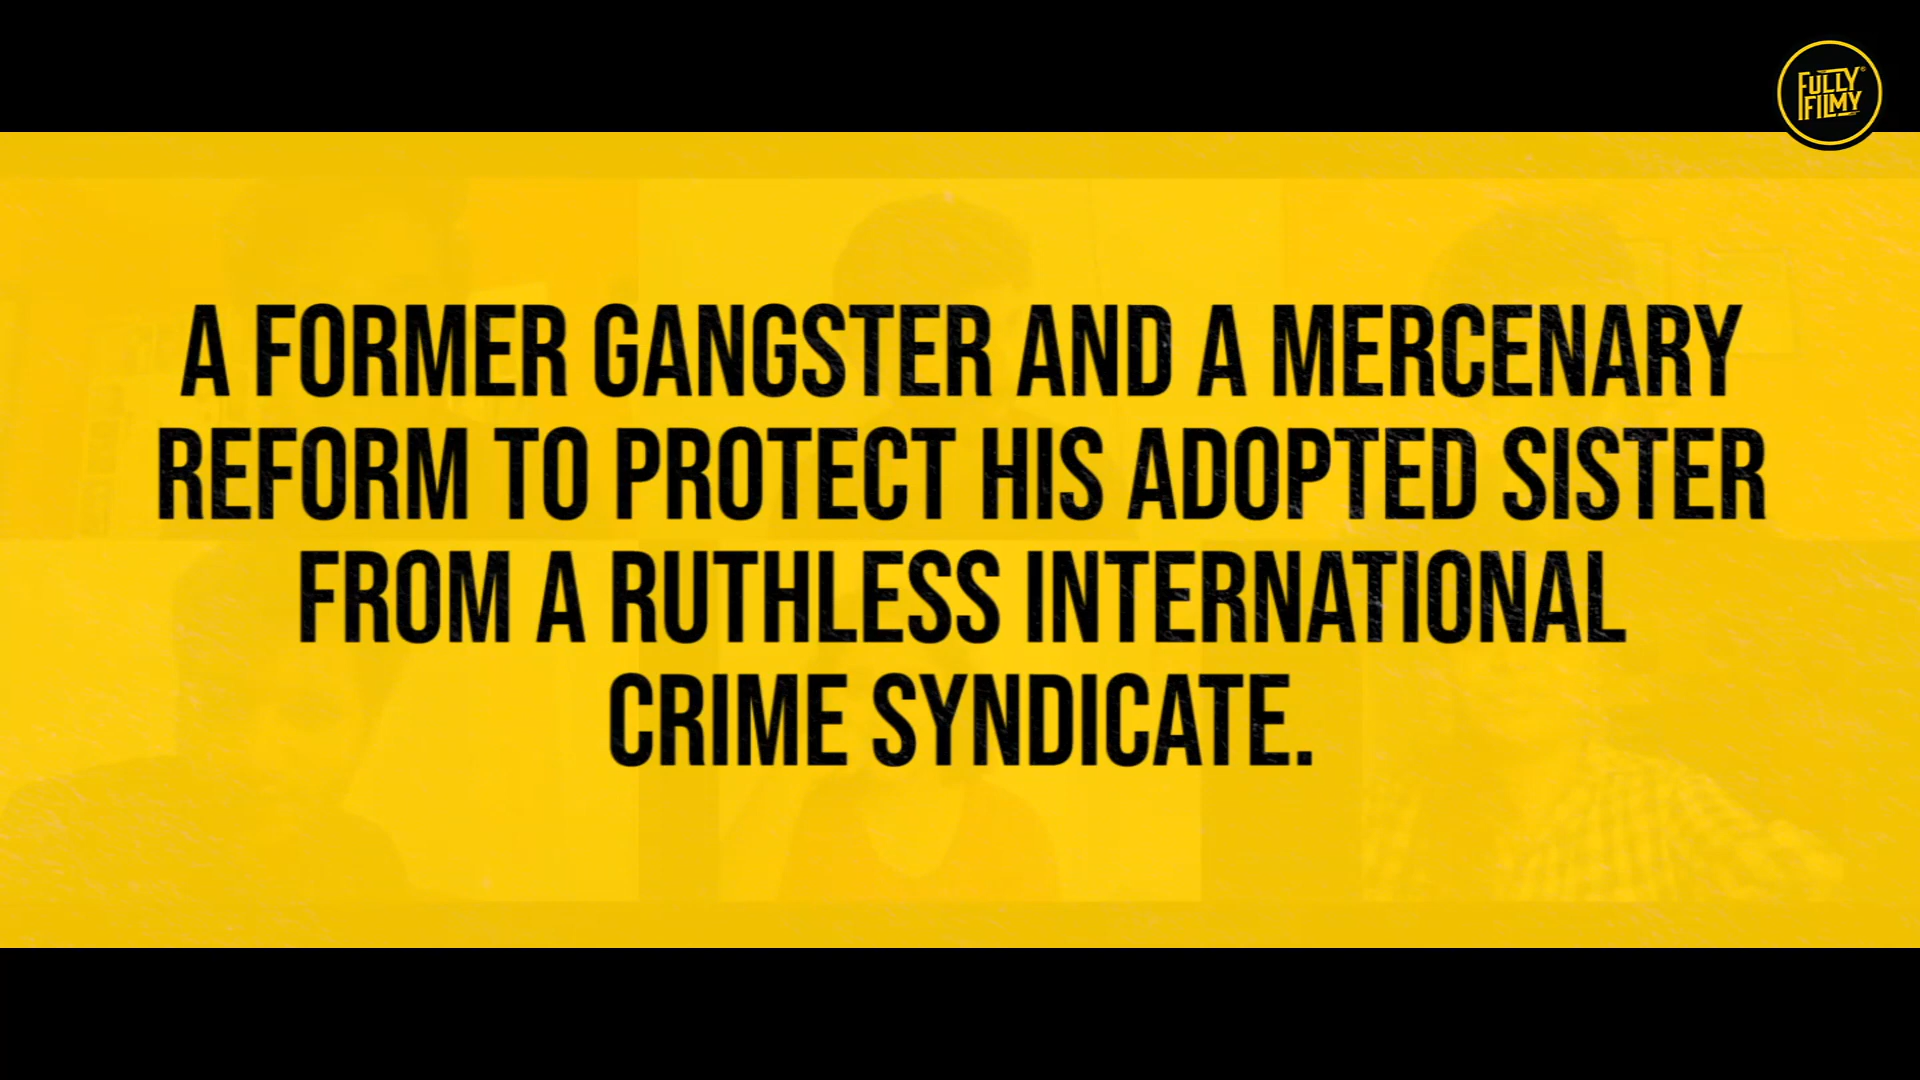 FULLY
FILMY
A FORMER GANGSTER AND A MERCENARY
REFORM TO PROTECT HIS ADOPTED SISTER
FROM A RUTHLESS INTERNATIONAL
CRIME SYNDICATE.